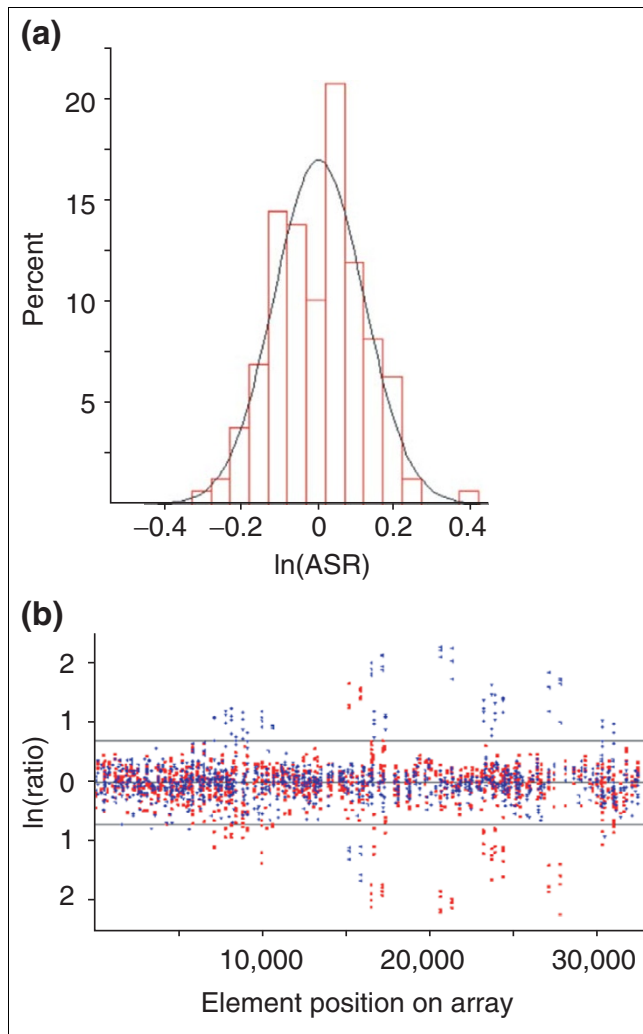 (a)
20
15
10
5
Percent
−0.4 −0.2 0 0.2 0.4
ln(ASR)
(b)
2
1
0
1
2
ln(ratio)
10,000 20,000 30,000
Element position on array